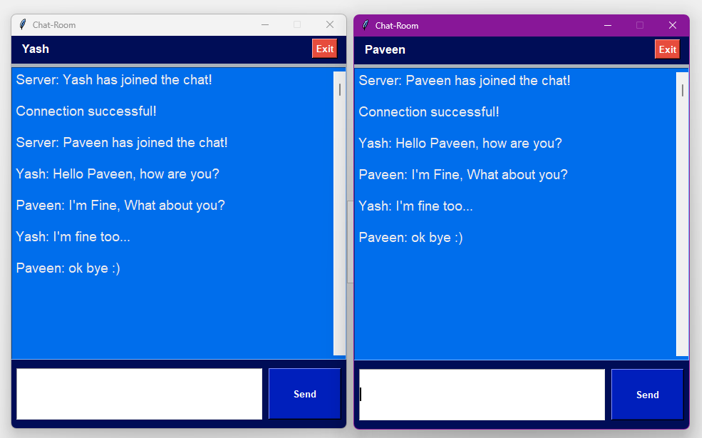 Chat-Room
Yash
Exit
Server: Yash has joined the chat!
Connection successful!
Server: Paveen has joined the chat!
Yash: Hello Paveen, how are you?
Paveen: I'm Fine, What about you?
Yash: I'm fine too...
Paveen: ok bye :)
Send
Chat-Room
Paveen
Exit
Server: Paveen has joined the chat!
Connection successful!
Yash: Hello Paveen, how are you?
Paveen: I'm Fine, What about you?
Yash: I'm fine too...
Paveen: ok bye :)
Send